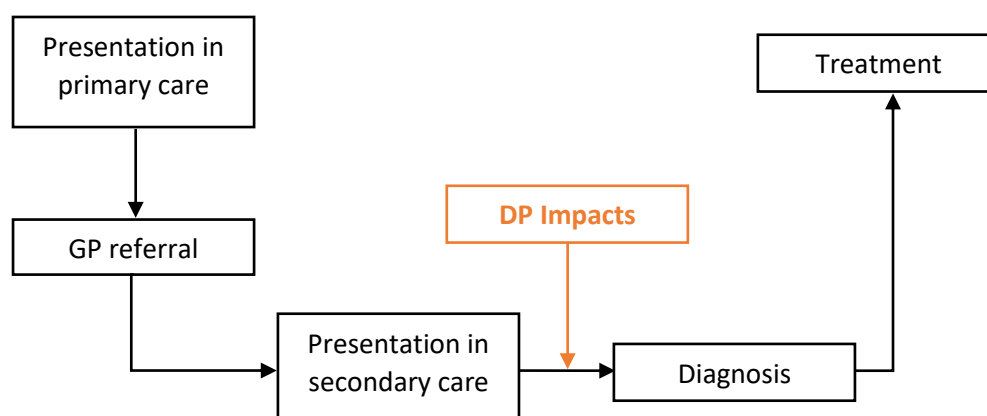 Presentation in
primary care
GP referral
Presentation in
secondary care
DP Impacts
Diagnosis
Treatment